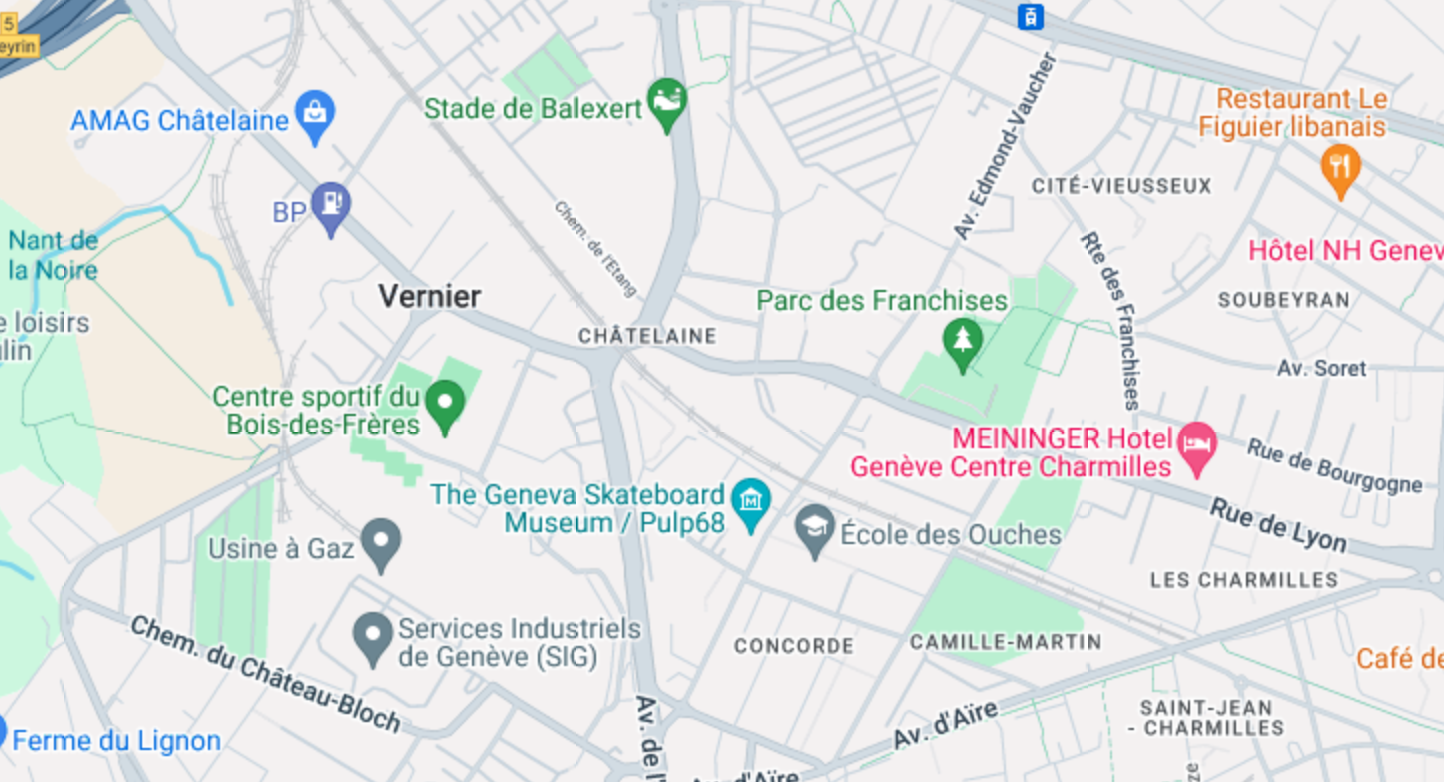 5
eyrin
AMAG Châtelaine
Stade de Balexert
Av. Edmond-Vaucher
Restaurant Le
Figuier libanais
CITÉ-VIEUSSEUX
BP
Chem. de l'Etang
Nant de
la Noire
Rte des Franchises
Hôtel NH Genev
Vernier
Parc des Franchises
SOUBEYRAN
e loisirs
lin
CHÂTELAINE
Av. Soret
Centre sportif du
Bois-des-Frères
MEININGER Hotel
Genève Centre Charmilles
Rue de Bourgogne
The Geneva Skateboard
Museum / Pulp68
M
Rue de Lyon
École des Ouches
Usine à Gaz
LES CHARMILLES
Chem. du Château-Bloch
Services Industriels
de Genève (SIG)
CONCORDE
CAMILLE-MARTIN
Café de
Av. de l'
Av. d'Aïre
SAINT-JEAN
- CHARMILLES
Ferme du Lignon
d'Aïre
ze